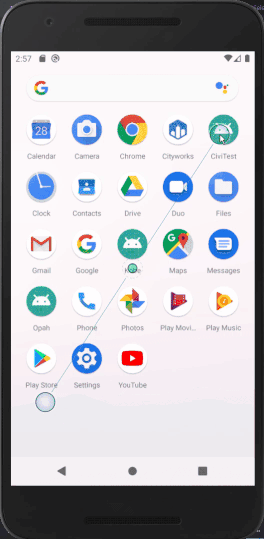 2:57
G
28
Calendar
Camera
Chrome
Cityworks
CiviTest
Clock
Contacts
Drive
Duo
Files
Gmail
Google
Maps
Messages
Opah
Phone
Photos
Play Movi...
Play Music
Play Store
Settings
YouTube